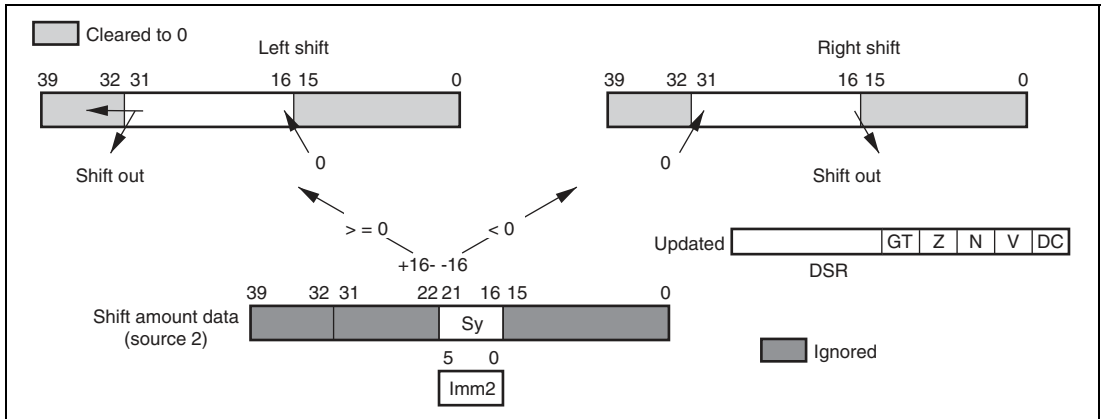 Cleared to 0
Left shift
Right shift
39 32 31 16 15 0
39 32 31 16 15 0
Shift out
0
0
Shift out
> = 0
< 0
+16- -16
Updated
GT Z N V DC
DSR
39 32 31 22 21 16 15 0
Shift amount data
(source 2)
Sy
Ignored
5 0
Imm2